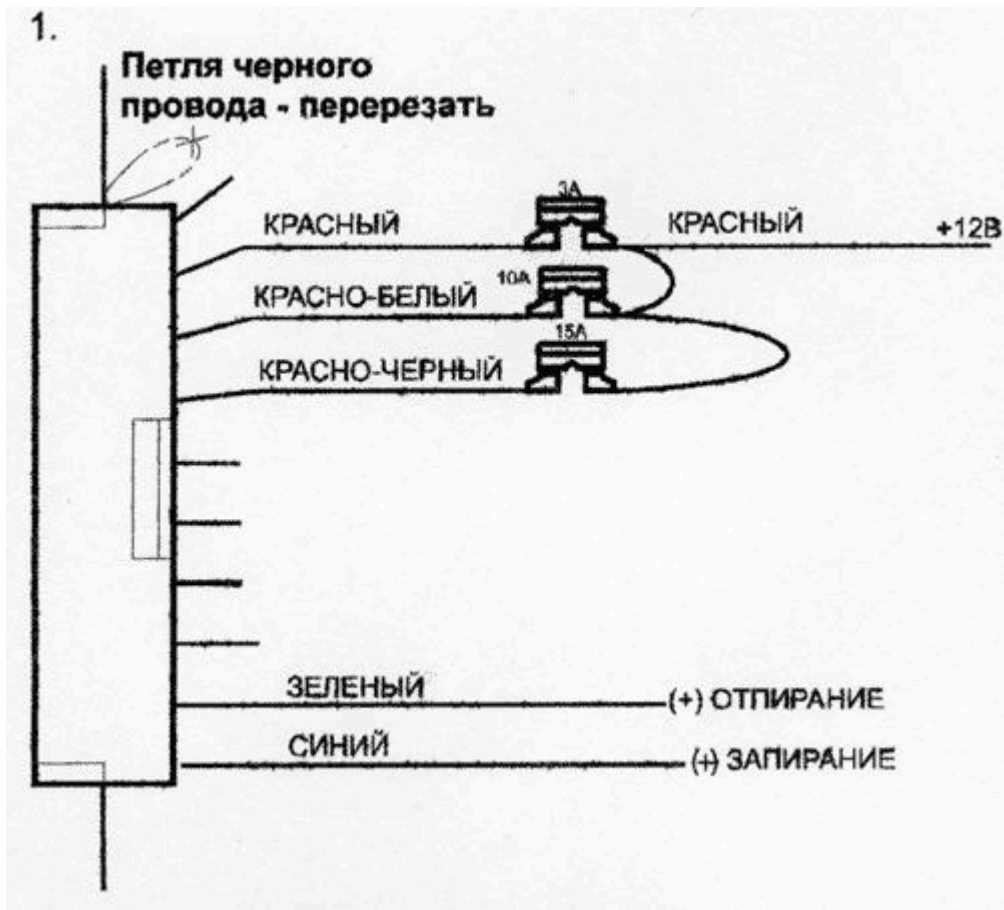 1.
Петля черного
провода - перерезать
3А
КРАСНЫЙ
КРАСНЫЙ
+12В
10А
КРАСНО-БЕЛЫЙ
15А
КРАСНО-ЧЕРНЫЙ
ЗЕЛЕНЫЙ
(+) ОТПИРАНИЕ
СИНИЙ
(+) ЗАПИРАНИЕ